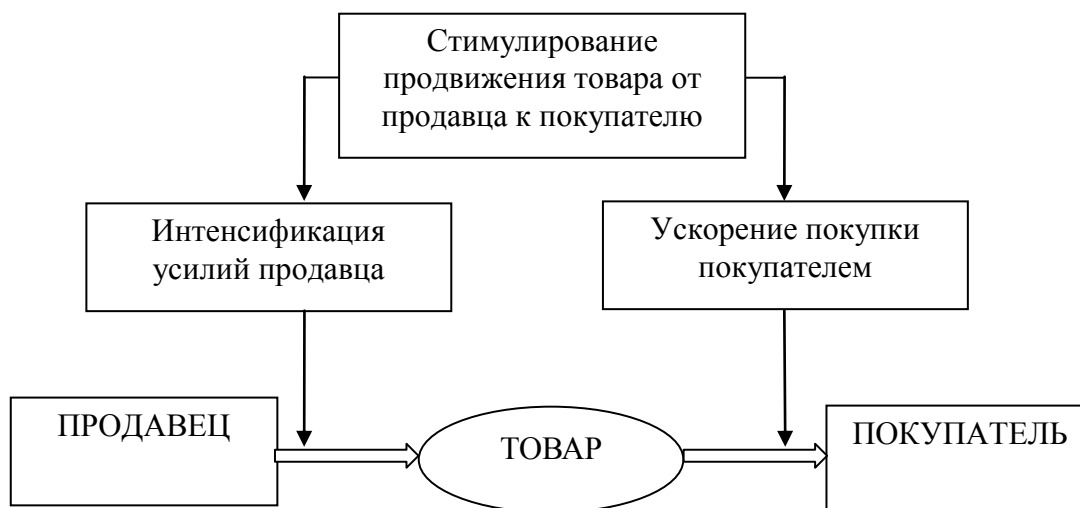 Стимулирование
продвижения товара от
продавца к покупателю
Интенсификация
усилий продавца
Ускорение покупки
покупателем
ПРОДАВЕЦ
ТОВАР
ПОКУПАТЕЛЬ